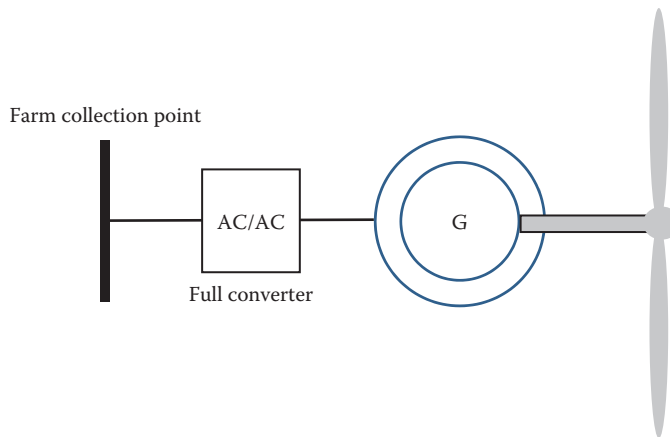 Farm collection point
AC/AC
G
Full converter